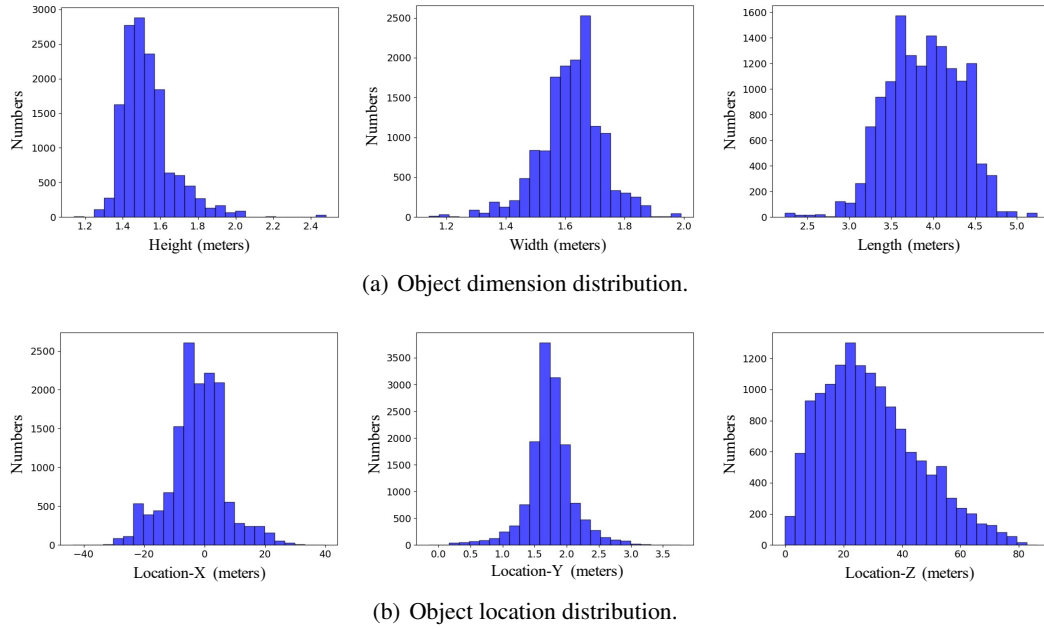 3000
2500
2000
1500
1000
500
0
Numbers
1.2 1.4 1.6 1.8 2.0 2.2 2.4
Height (meters)
2500
2000
1500
1000
500
0
Numbers
1.2 1.4 1.6 1.8 2.0
Width (meters)
1600
1400
1200
1000
800
600
400
200
0
Numbers
2.5 3.0 3.5 4.0 4.5 5.0
Length (meters)
(a) Object dimension distribution.
2500
2000
1500
1000
500
0
Numbers
−40 −20 0 20 40
Location-X (meters)
3500
3000
2500
2000
1500
1000
500
0
Numbers
0.0 0.5 1.0 1.5 2.0 2.5 3.0 3.5
Location-Y (meters)
1200
1000
800
600
400
200
0
Numbers
0 20 40 60 80
Location-Z (meters)
(b) Object location distribution.